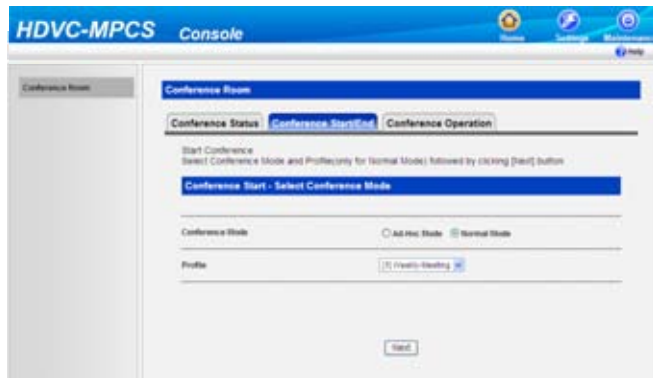 HDVC-MPCS Console
Home Settings Maintenance
Help
Conference Room
Conference Room
Conference Status Conference Start/End Conference Operation
Start Conference
Select Conference Mode and Profile(only for Normal Mode) followed by clicking [Next] button
Conference Start - Select Conference Mode
Conference Mode Ad-Hoc Mode Normal Mode
Profile [1] Weekly Meeting
Next